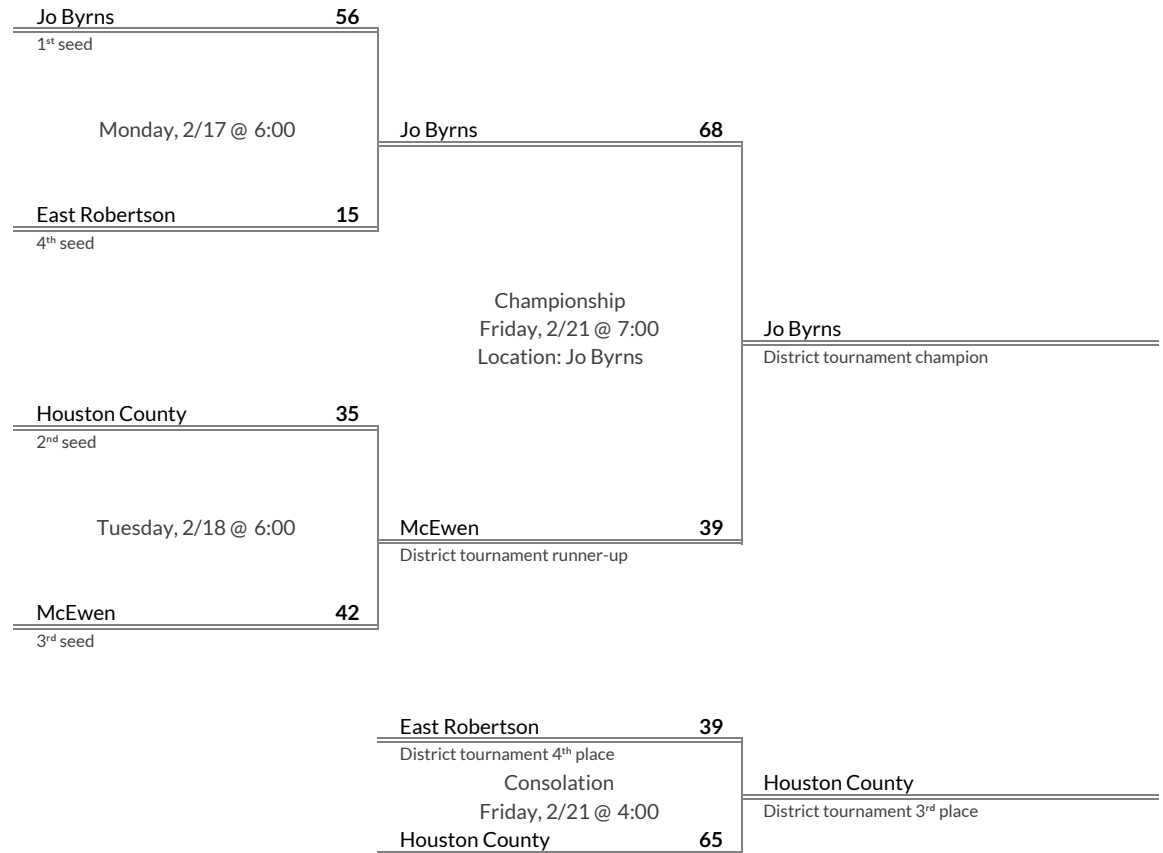 Jo Byrns 56
1st seed
Monday, 2/17 @ 6:00
East Robertson 15
4th seed
Jo Byrns 68
Championship
Friday, 2/21 @ 7:00
Location: Jo Byrns
Jo Byrns
District tournament champion
Houston County 35
2nd seed
Tuesday, 2/18 @ 6:00
McEwen 42
3rd seed
McEwen 39
District tournament runner-up
East Robertson 39
District tournament 4th place
Consolation
Friday, 2/21 @ 4:00
Houston County 65
Houston County
District tournament 3rd place